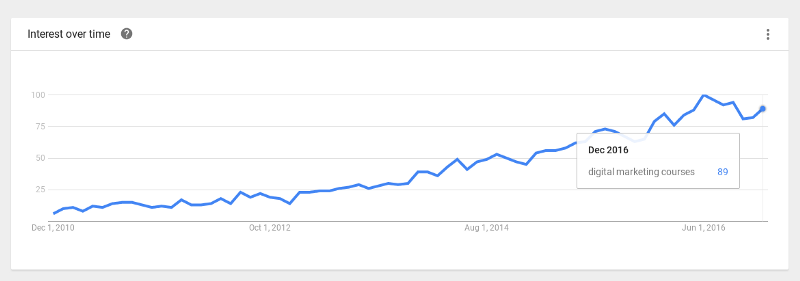 Interest over time ?
100
75
50
25
Dec 2016
digital marketing courses 89
Dec 1, 2010 Oct 1, 2012 Aug 1, 2014 Jun 1, 2016